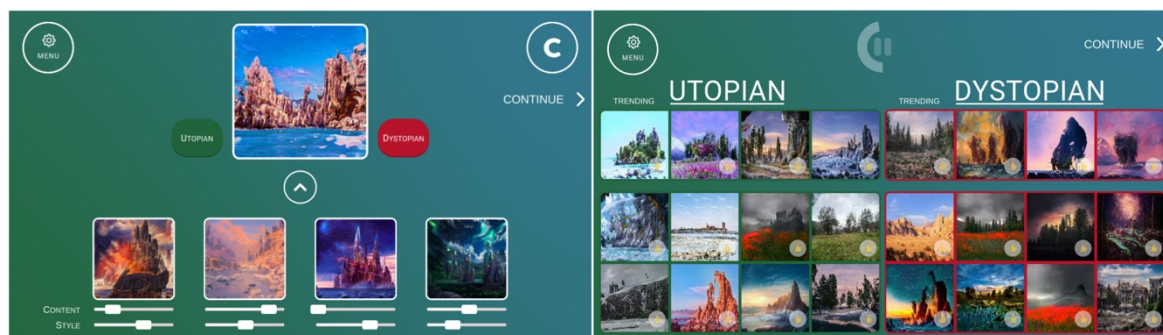 MENU
C
CONTINUE
UTOPIAN
DYSTOPIAN
CONTENT
STYLE
MENU
CONTINUE
TRENDING
UTOPIAN
TRENDING
DYSTOPIAN